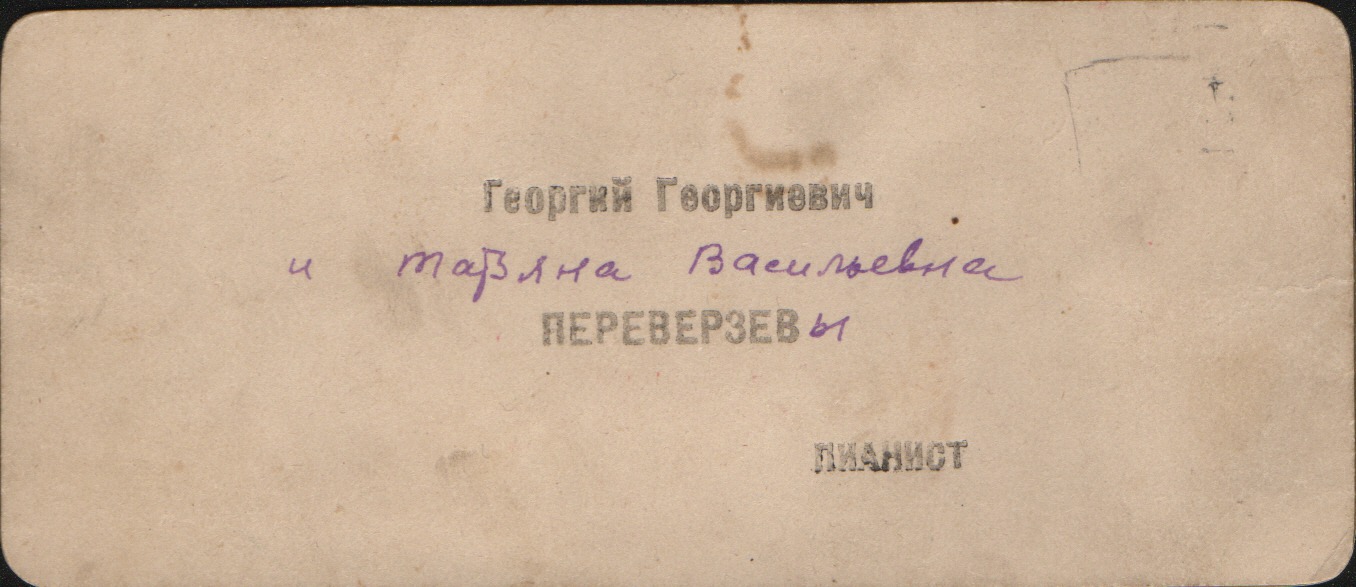 Георгий Георгиевич
и Татьяна Васильевна
ПЕРЕВЕРЗЕВы
ПИАНИСТ